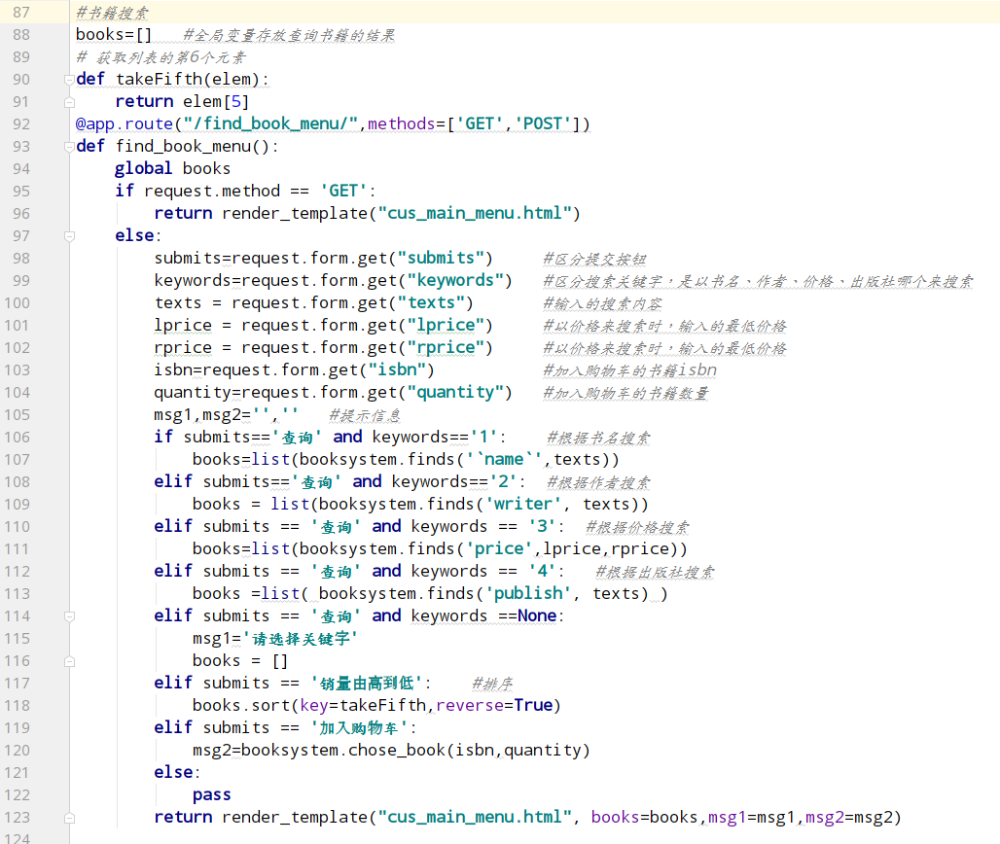 87 #书籍搜索
88 books=[]   #全局变量存放查询书籍的结果
89 # 获取列表的第6个元素
90 def takeFifth(elem):
91     return elem[5]
92 @app.route("/find_book_menu/",methods=['GET','POST'])
93 def find_book_menu():
94     global books
95     if request.method == 'GET':
96         return render_template("cus_main_menu.html")
97     else:
98         submits=request.form.get("submits")     #区分提交按钮
99         keywords=request.form.get("keywords")   #区分搜索关键字，是以书名、作者、价格、出版社哪个来搜索
100         texts = request.form.get("texts")       #输入的搜索内容
101         lprice = request.form.get("lprice")     #以价格来搜索时，输入的最低价格
102         rprice = request.form.get("rprice")     #以价格来搜索时，输入的最低价格
103         isbn=request.form.get("isbn")           #加入购物车的书籍isbn
104         quantity=request.form.get("quantity")   #加入购物车的书籍数量
105         msg1,msg2='',''   #提示信息
106         if submits=='查询' and keywords=='1':    #根据书名搜索
107             books=list(booksystem.finds('`name`',texts))
108         elif submits=='查询' and keywords=='2':  #根据作者搜索
109             books = list(booksystem.finds('writer', texts))
110         elif submits == '查询' and keywords == '3':  #根据价格搜索
111             books=list(booksystem.finds('price',lprice,rprice))
112         elif submits == '查询' and keywords == '4':   #根据出版社搜索
113             books =list( booksystem.finds('publish', texts) )
114         elif submits == '查询' and keywords ==None:
115             msg1='请选择关键字'
116             books = []
117         elif submits == '销量由高到低':    #排序
118             books.sort(key=takeFifth,reverse=True)
119         elif submits == '加入购物车':
120             msg2=booksystem.chose_book(isbn,quantity)
121         else:
122             pass
123         return render_template("cus_main_menu.html", books=books,msg1=msg1,msg2=msg2)
124